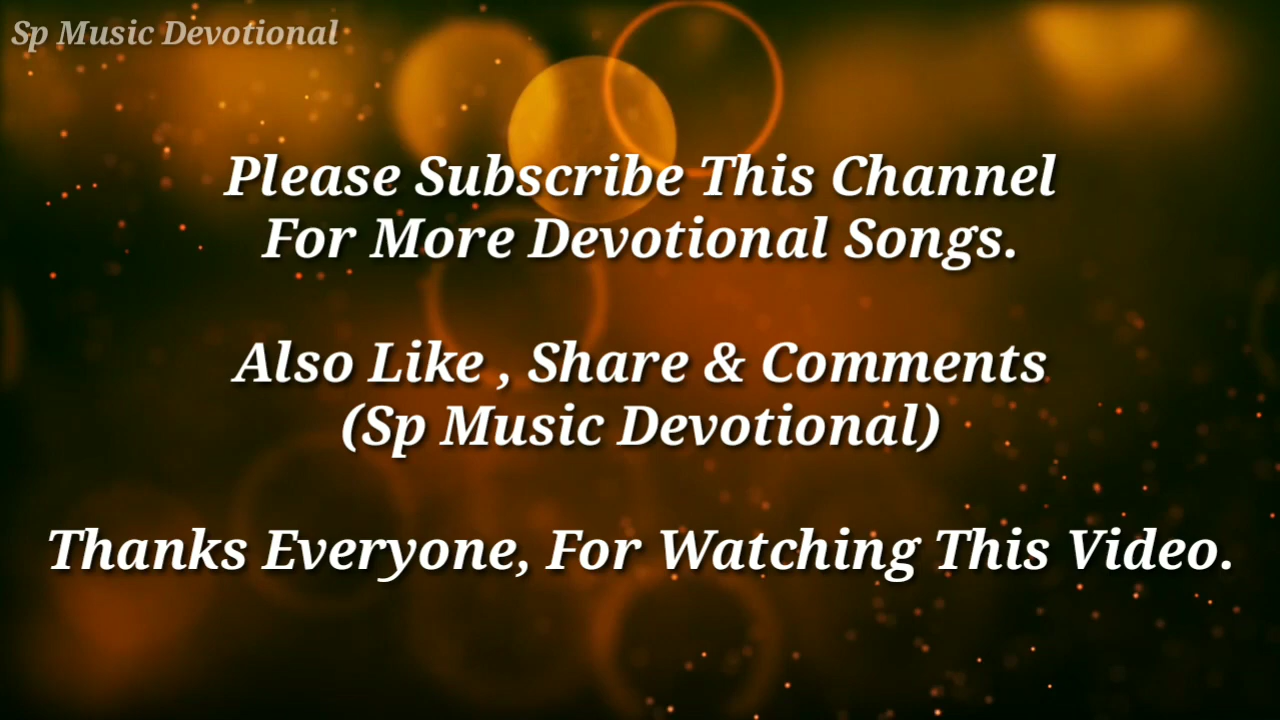 Sp Music Devotional
Please Subscribe This Channel
For More Devotional Songs.
Also Like , Share & Comments
(Sp Music Devotional)
Thanks Everyone, For Watching This Video.